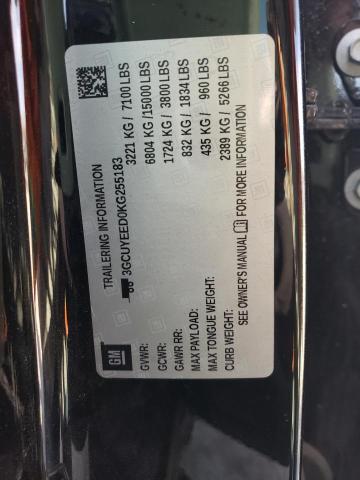 GM
TRAILERING INFORMATION
3GCUYEED0KG255183
GVWR: 3221 KG / 7100 LBS
GCWR: 6804 KG /15000 LBS
GAWR RR: 1724 KG / 3800 LBS
MAX PAYLOAD: 832 KG / 1834 LBS
MAX TONGUE WEIGHT: 435 KG / 960 LBS
CURB WEIGHT: 2389 KG / 5266 LBS
SEE OWNER'S MANUAL FOR MORE INFORMATION